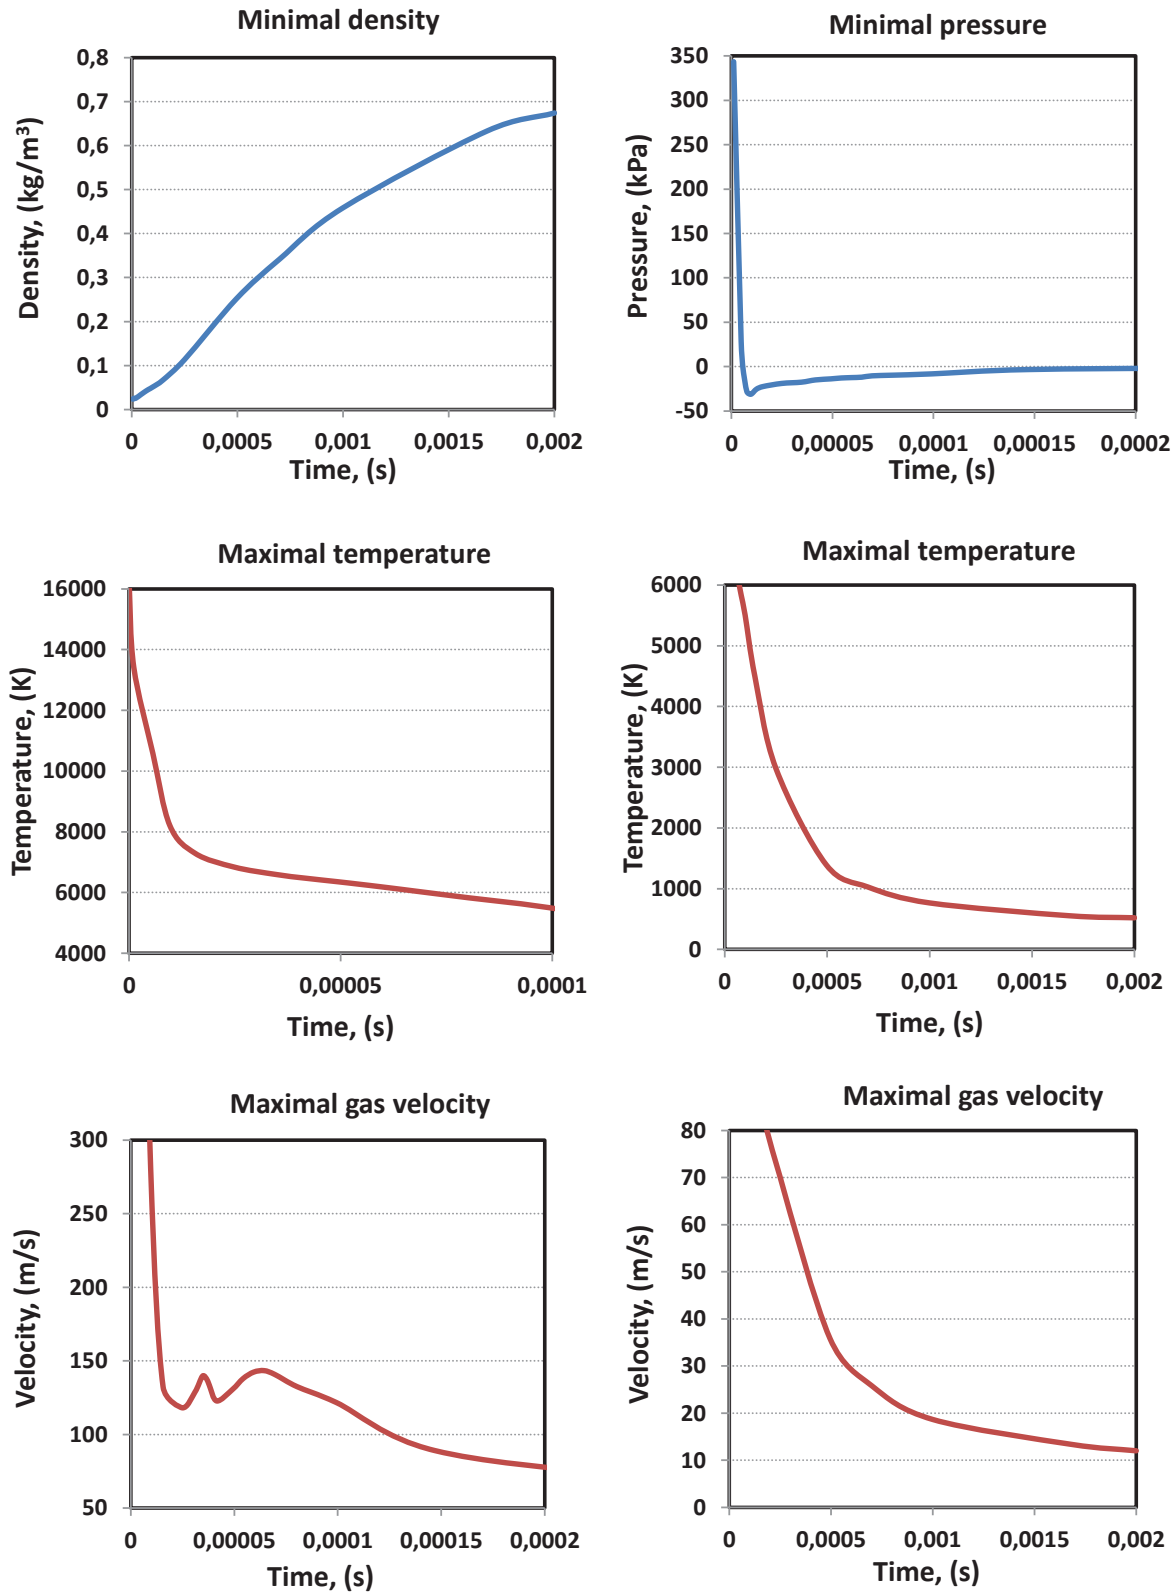 Minimal density
0,8
0,7
0,6
0,5
0,4
0,3
0,2
0,1
0
Density, (kg/m³)
0 0,0005 0,001 0,0015 0,002
Time, (s)
Minimal pressure
350
300
250
200
150
100
50
0
-50
Pressure, (kPa)
0 0,00005 0,0001 0,00015 0,0002
Time, (s)
Maximal temperature
16000
14000
12000
10000
8000
6000
4000
Temperature, (K)
0 0,00005 0,0001
Time, (s)
Maximal temperature
6000
5000
4000
3000
2000
1000
0
Temperature, (K)
0 0,0005 0,001 0,0015 0,002
Time, (s)
Maximal gas velocity
300
250
200
150
100
50
Velocity, (m/s)
0 0,00005 0,0001 0,00015 0,0002
Time, (s)
Maximal gas velocity
80
70
60
50
40
30
20
10
0
Velocity, (m/s)
0 0,0005 0,001 0,0015 0,002
Time, (s)